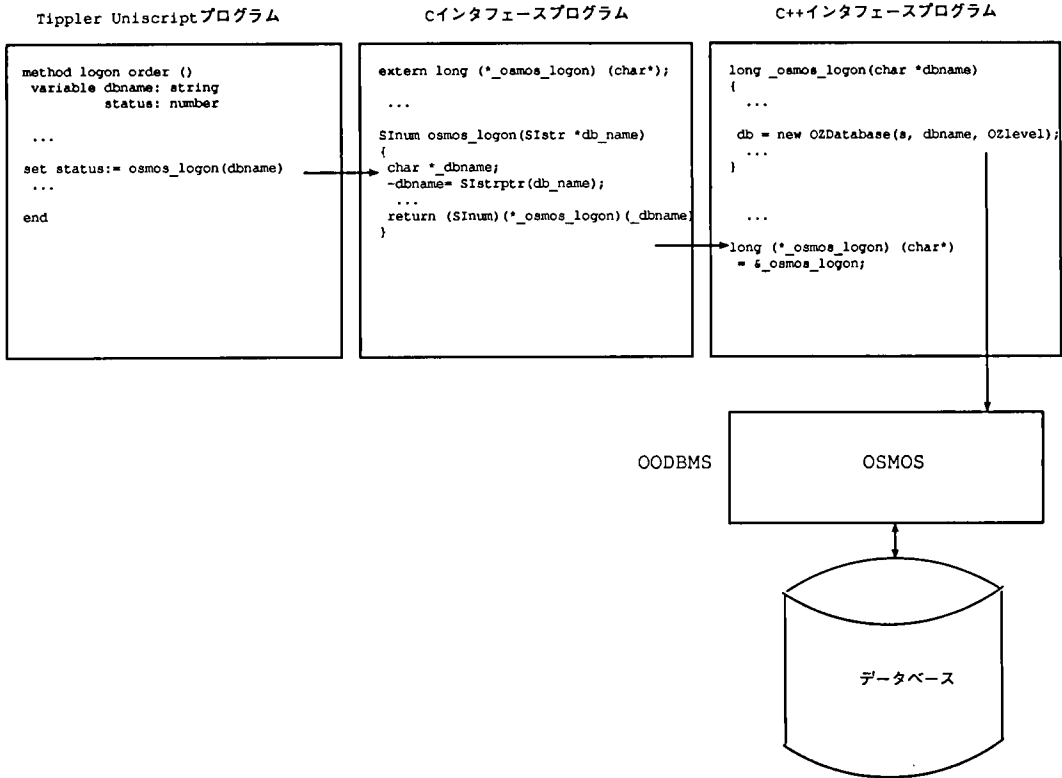 Tippler Uniscriptプログラム
method logon order ()
variable dbname: string
status: number
...
set status:= osmos_logon(dbname)
...
end
Cインタフェースプログラム
extern long (*_osmos_logon) (char*);
...
SInum osmos_logon(SIstr *db_name)
{
char *_dbname;
-dbname= SIstrptr(db_name);
...
return (SInum)(*_osmos_logon)(_dbname)
}
C++インタフェースプログラム
long _osmos_logon(char *dbname)
{
...
db = new OZDatabase(s, dbname, OZlevel);
...
}
...
long (*_osmos_logon) (char*)
= &_osmos_logon;
OODBMS
OSMOS
データベース